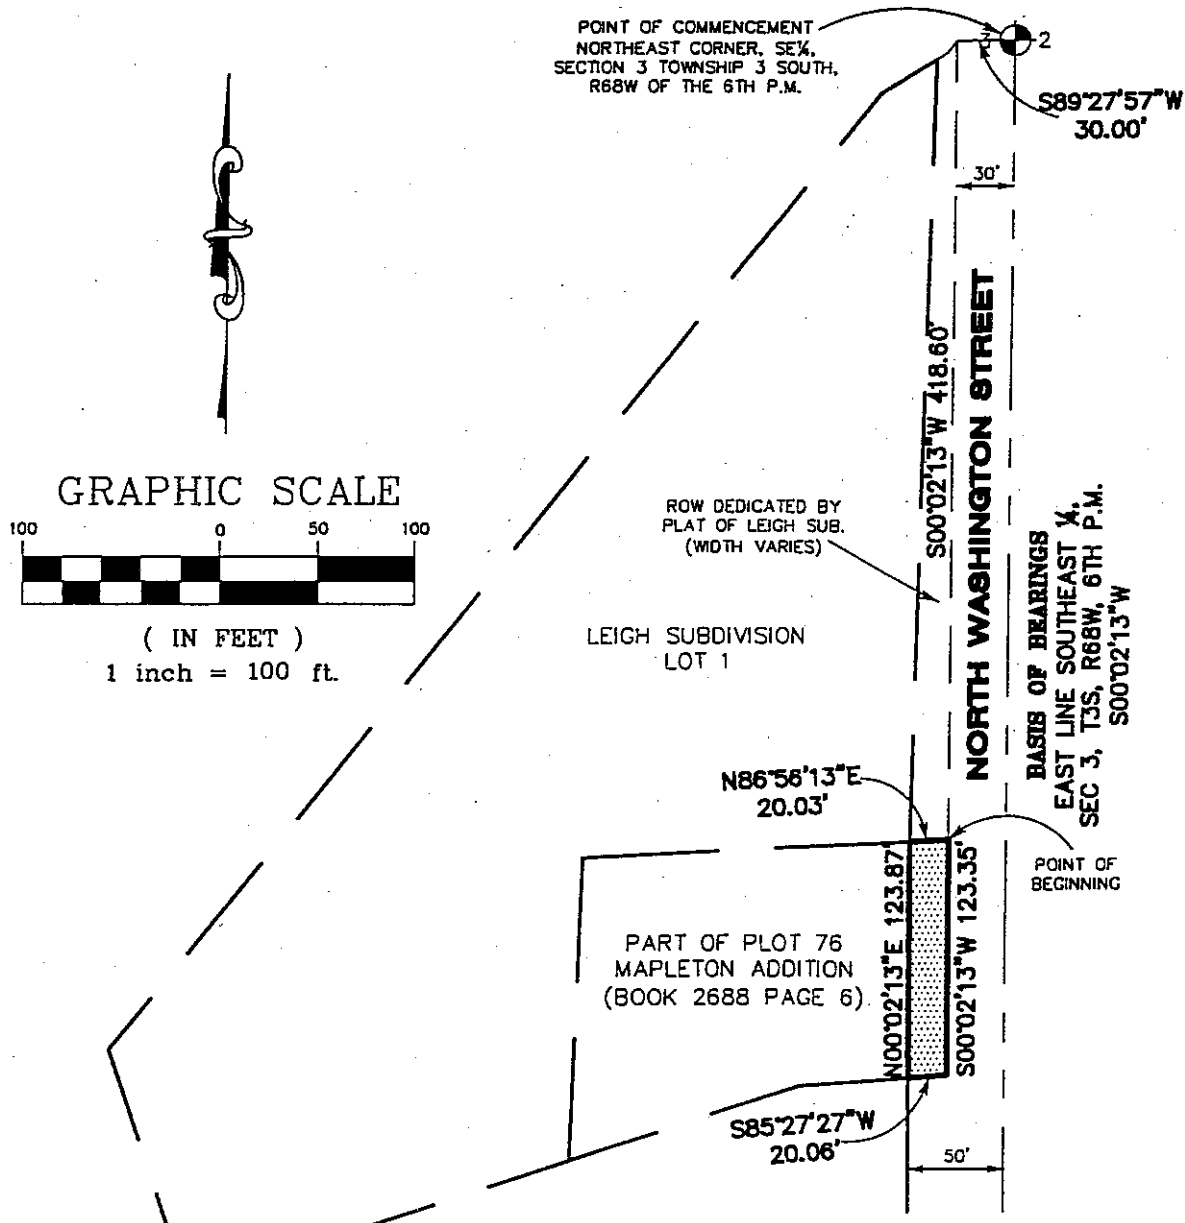 POINT OF COMMENCEMENT
NORTHEAST CORNER, SE¼,
SECTION 3 TOWNSHIP 3 SOUTH,
R68W OF THE 6TH P.M.
2
S89°27'57"W
30.00'
30'
NORTH WASHINGTON STREET
S00°02'13"W 418.60'
GRAPHIC SCALE
100 0 50 100
( IN FEET )
1 inch = 100 ft.
ROW DEDICATED BY
PLAT OF LEIGH SUB.
(WIDTH VARIES)
BASIS OF BEARINGS
EAST LINE SOUTHEAST ¼,
SEC 3, T3S, R68W, 6TH P.M.
S00°02'13"W
LEIGH SUBDIVISION
LOT 1
N86°56'13"E
20.03'
POINT OF
BEGINNING
PART OF PLOT 76
MAPLETON ADDITION
(BOOK 2688 PAGE 6)
N00°02'13"E 123.87'
S00°02'13"W 123.35'
S85°27'27"W
20.06'
50'